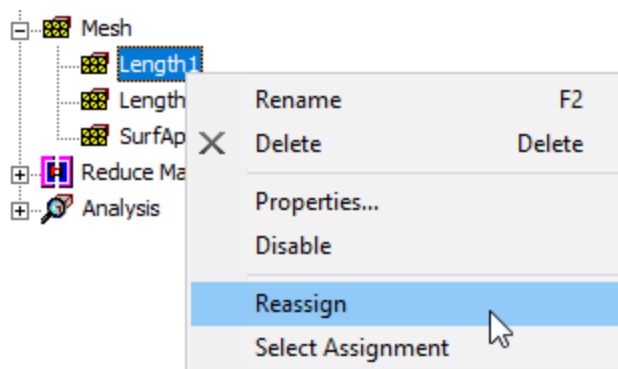 Mesh
Length1
Length
SurfAp
Reduce Ma
Analysis
Rename F2
Delete Delete
Properties...
Disable
Reassign
Select Assignment